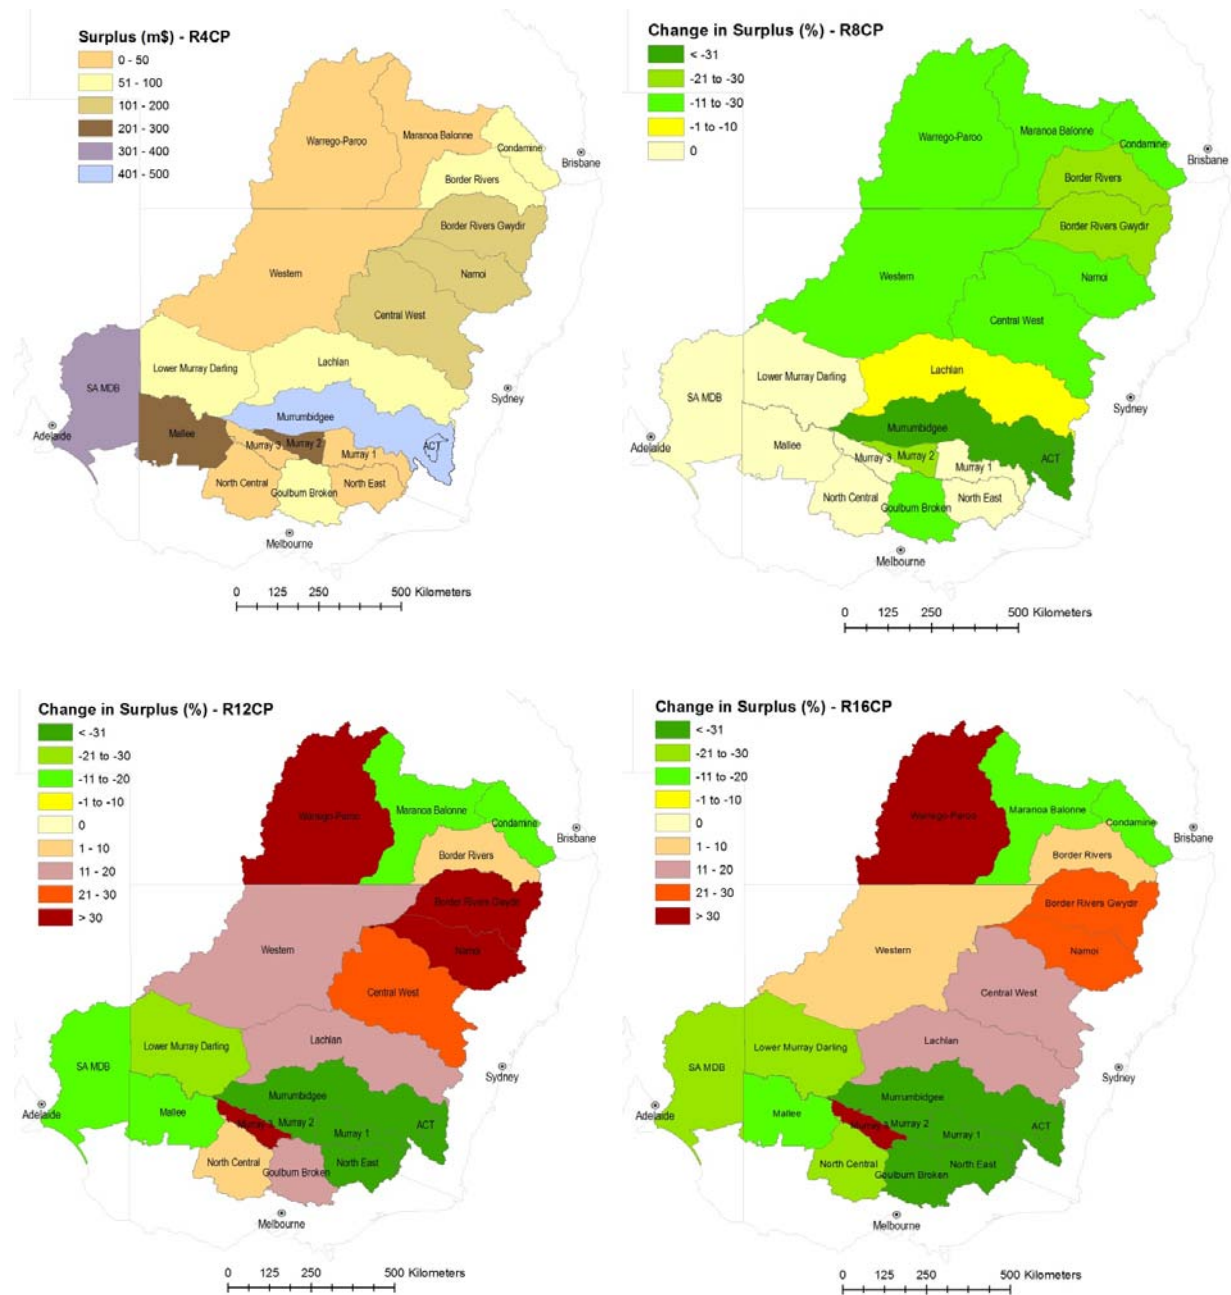 Surplus (m$) - R4CP
0 - 50
51 - 100
101 - 200
201 - 300
301 - 400
401 - 500
Warrego-Paroo
Maranoa Balonne
Condamine
Brisbane
Border Rivers
Border Rivers Gwydir
Western
Namoi
Central West
Lower Murray Darling
Lachlan
SA MDB
Sydney
Murrumbidgee
Adelaide
Mallee
Murray 3
Murray 2
Murray 1
ACT
North Central
Goulburn Broken
North East
Melbourne
0 125 250 500 Kilometers
Change in Surplus (%) - R8CP
< -31
-21 to -30
-11 to -30
-1 to -10
0
Warrego-Paroo
Maranoa Balonne
Condamine
Brisbane
Border Rivers
Border Rivers Gwydir
Western
Namoi
Central West
Lower Murray Darling
Lachlan
SA MDB
Sydney
Murrumbidgee
Adelaide
Mallee
Murray 3
Murray 2
Murray 1
ACT
North Central
Goulburn Broken
North East
Melbourne
0 125 250 500 Kilometers
Change in Surplus (%) - R12CP
< -31
-21 to -30
-11 to -20
-1 to -10
0
1 - 10
11 - 20
21 - 30
> 30
Warrego-Paroo
Maranoa Balonne
Condamine
Brisbane
Border Rivers
Border Rivers Gwydir
Western
Namoi
Central West
Lachlan
Lower Murray Darling
SA MDB
Sydney
Murrumbidgee
Adelaide
Mallee
Murray 3
Murray 2
Murray 1
ACT
North Central
Goulburn Broken
North East
Melbourne
0 125 250 500 Kilometers
Change in Surplus (%) - R16CP
< -31
-21 to -30
-11 to -20
-1 to -10
0
1 - 10
11 - 20
21 - 30
> 30
Warrego-Paroo
Maranoa Balonne
Condamine
Brisbane
Border Rivers
Border Rivers Gwydir
Western
Namoi
Central West
Lachlan
Lower Murray Darling
SA MDB
Sydney
Murrumbidgee
Adelaide
Mallee
Murray 3
Murray 2
Murray 1
ACT
North Central
Goulburn Broken
North East
Melbourne
0 125 250 500 Kilometers